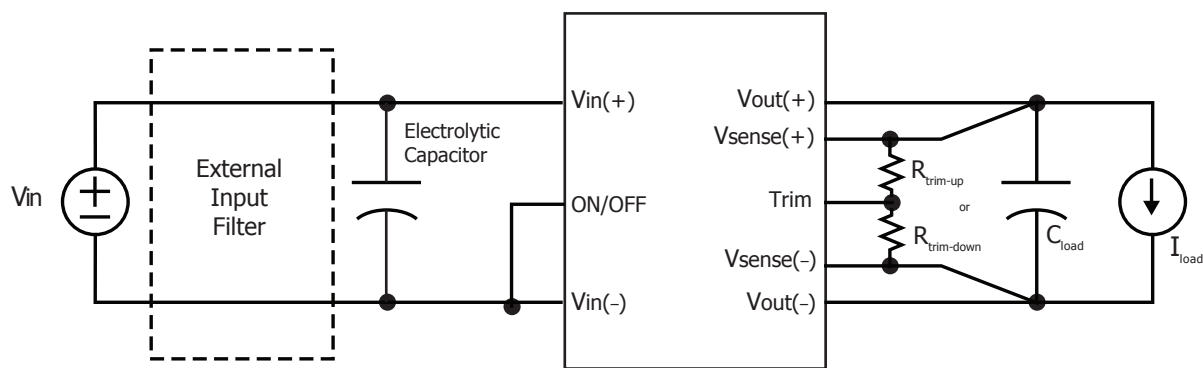 Vin
+
−
External
Input
Filter
Electrolytic
Capacitor
Vin(+)
ON/OFF
Vin(−)
Vout(+)
Vsense(+)
Trim
Vsense(−)
Vout(−)
Rtrim-up
or
Rtrim-down
Cload
Iload